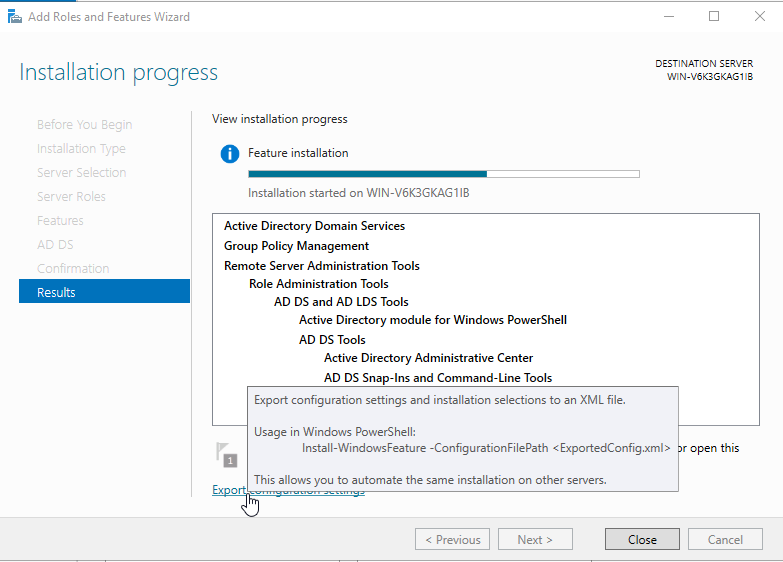 Add Roles and Features Wizard
Installation progress
DESTINATION SERVER
WIN-V6K3GKAG1IB
Before You Begin
Installation Type
Server Selection
Server Roles
Features
AD DS
Confirmation
Results
View installation progress
Feature installation
Installation started on WIN-V6K3GKAG1IB
Active Directory Domain Services
Group Policy Management
Remote Server Administration Tools
Role Administration Tools
AD DS and AD LDS Tools
Active Directory module for Windows PowerShell
AD DS Tools
Active Directory Administrative Center
AD DS Snap-Ins and Command-Line Tools
Export configuration settings and installation selections to an XML file.
Usage in Windows PowerShell:
Install-WindowsFeature -ConfigurationFilePath <ExportedConfig.xml>
This allows you to automate the same installation on other servers.
1
or open this
Export configuration settings
< Previous
Next >
Close
Cancel